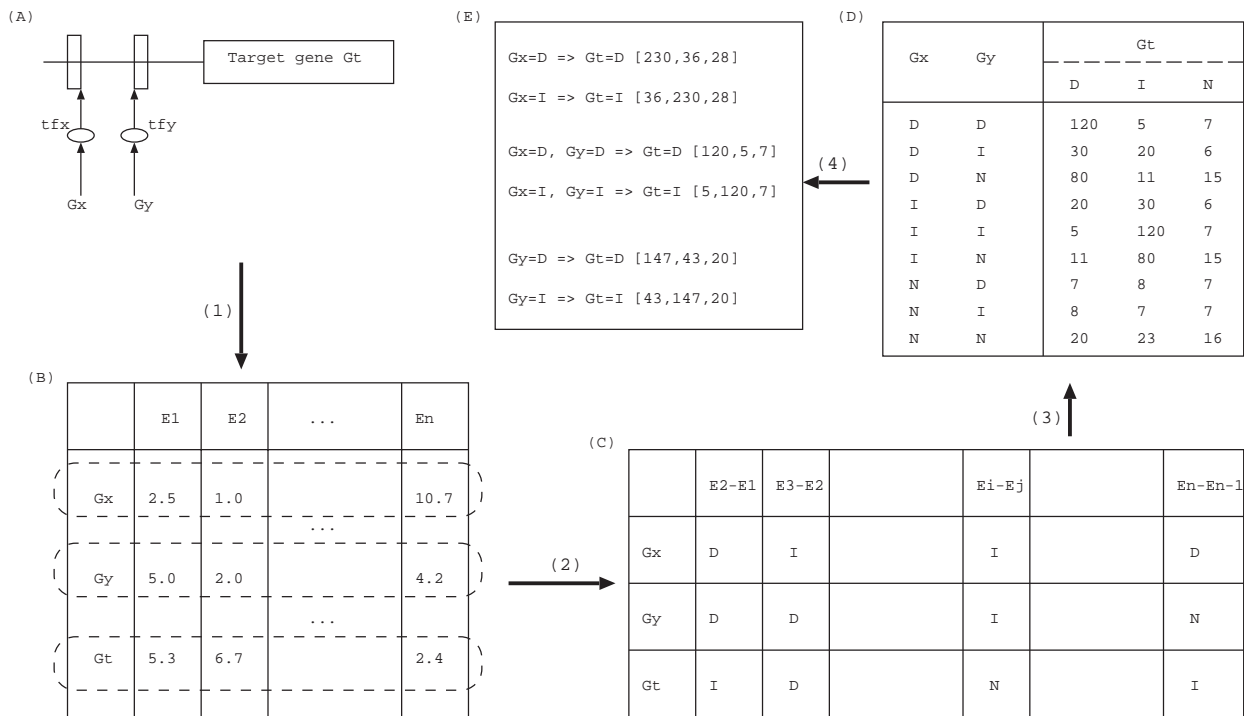 (A)
Target gene Gt
tfx tfy
Gx Gy
(1)
(B)
E1 E2 ... En
Gx 2.5 1.0 10.7
...
Gy 5.0 2.0 4.2
...
Gt 5.3 6.7 2.4
(2)
(C)
E2-E1 E3-E2 Ei-Ej En-En-1
Gx D I I D
Gy D D I N
Gt I D N I
(3)
(D)
Gt
Gx Gy
D I N
D D 120 5 7
D I 30 20 6
D N 80 11 15
I D 20 30 6
I I 5 120 7
I N 11 80 15
N D 7 8 7
N I 8 7 7
N N 20 23 16
(4)
(E)
Gx=D => Gt=D [230,36,28]
Gx=I => Gt=I [36,230,28]
Gx=D, Gy=D => Gt=D [120,5,7]
Gx=I, Gy=I => Gt=I [5,120,7]
Gy=D => Gt=D [147,43,20]
Gy=I => Gt=I [43,147,20]